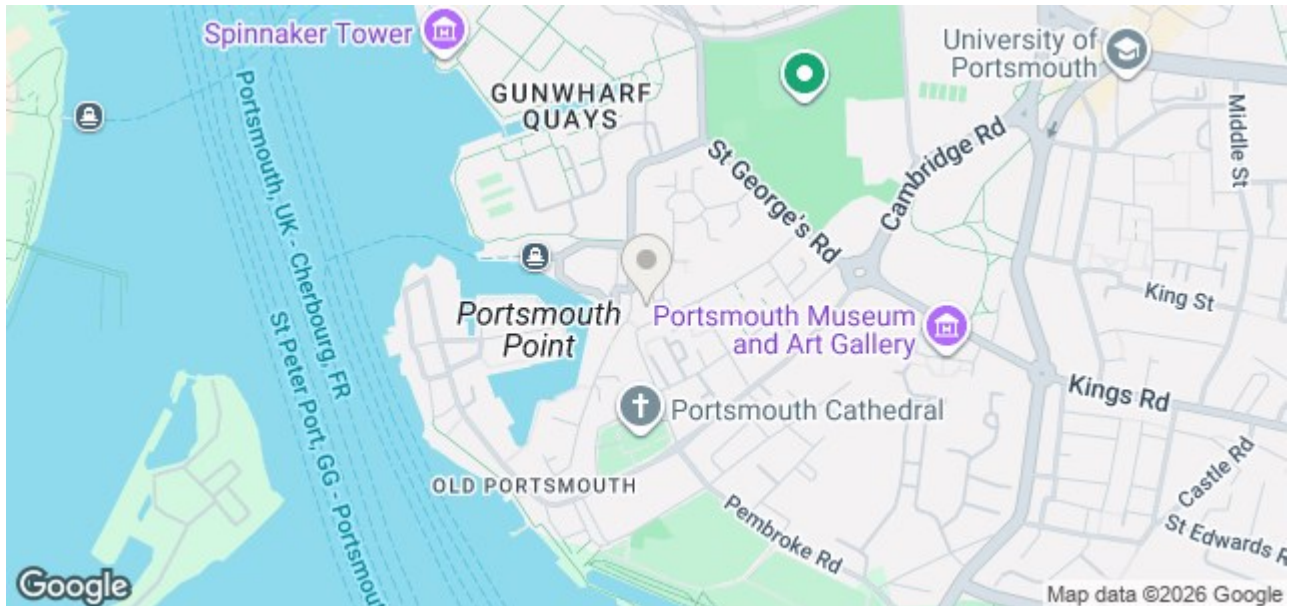 Spinnaker Tower
GUNWHARF
QUAYS
University of
Portsmouth
Middle St
Cambridge Rd
St George's Rd
Portsmouth, UK - Cherbourg, FR
St Peter Port, GG - Portsmou
King St
Portsmouth
Point
Portsmouth Museum
and Art Gallery
Kings Rd
Portsmouth Cathedral
Castle Rd
OLD PORTSMOUTH
Pembroke Rd
St Edwards R
Google
Map data ©2026 Google